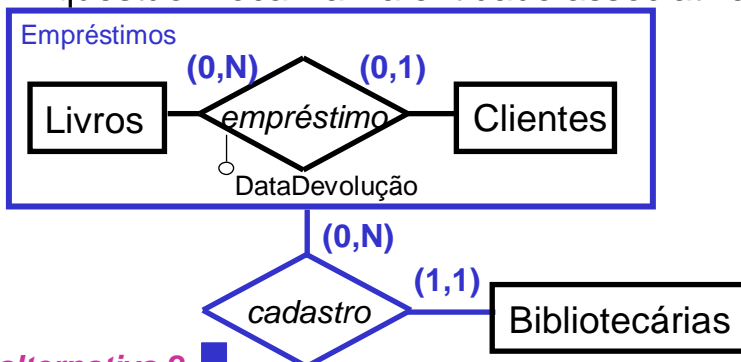 Empréstimos
(0,N) (0,1)
Livros empréstimo Clientes
DataDevolução
(0,N)
(1,1)
cadastro Bibliotecárias